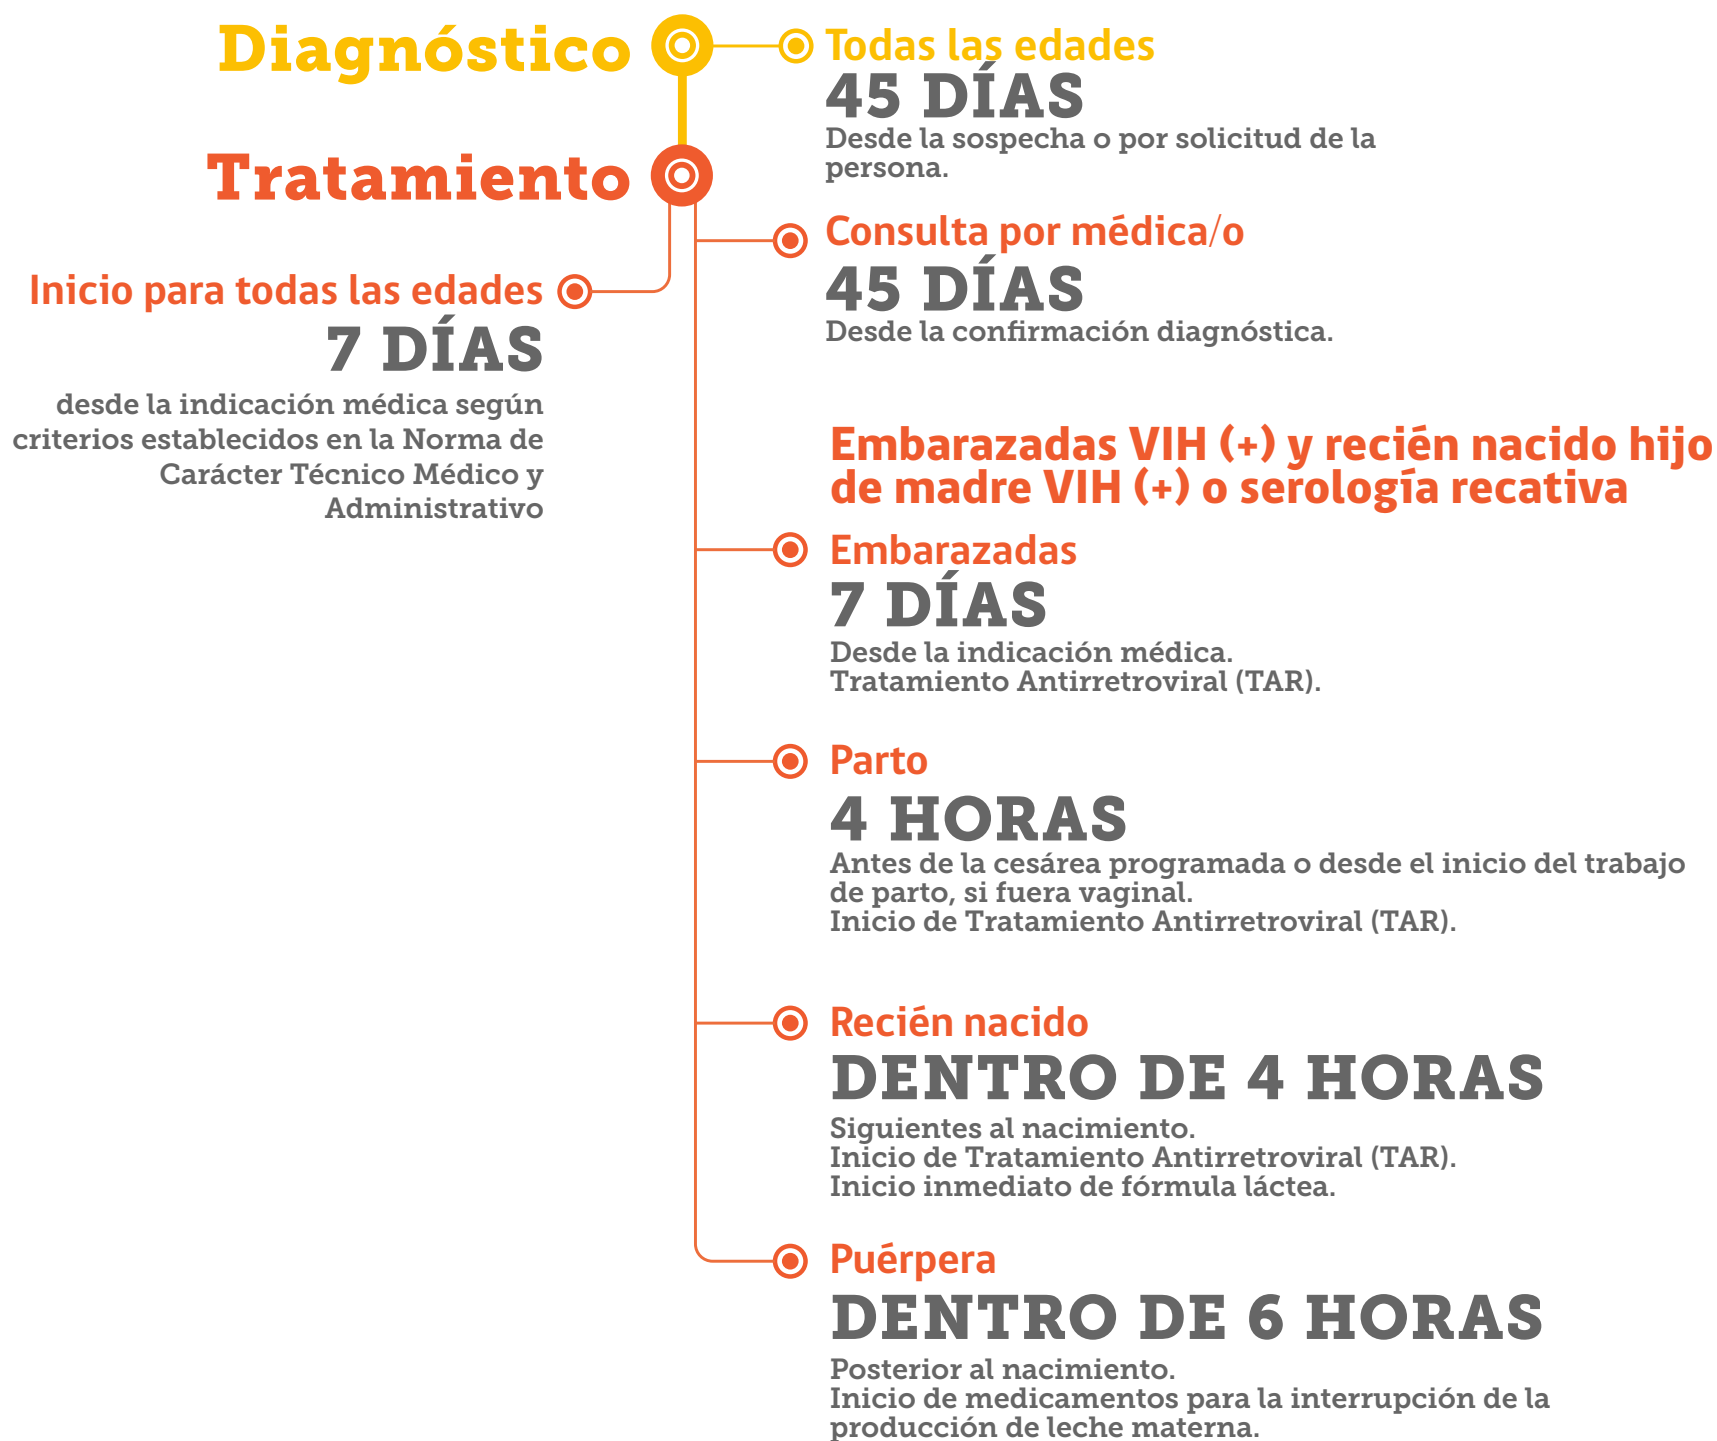 Diagnóstico
Todas las edades
45 DÍAS
Desde la sospecha o por solicitud de la
persona.
Tratamiento
Consulta por médica/o
45 DÍAS
Desde la confirmación diagnóstica.
Inicio para todas las edades
7 DÍAS
desde la indicación médica según
criterios establecidos en la Norma de
Carácter Técnico Médico y
Administrativo
Embarazadas VIH (+) y recién nacido hijo
de madre VIH (+) o serología recativa
Embarazadas
7 DÍAS
Desde la indicación médica.
Tratamiento Antirretroviral (TAR).
Parto
4 HORAS
Antes de la cesárea programada o desde el inicio del trabajo
de parto, si fuera vaginal.
Inicio de Tratamiento Antirretroviral (TAR).
Recién nacido
DENTRO DE 4 HORAS
Siguientes al nacimiento.
Inicio de Tratamiento Antirretroviral (TAR).
Inicio inmediato de fórmula láctea.
Puérpera
DENTRO DE 6 HORAS
Posterior al nacimiento.
Inicio de medicamentos para la interrupción de la
producción de leche materna.